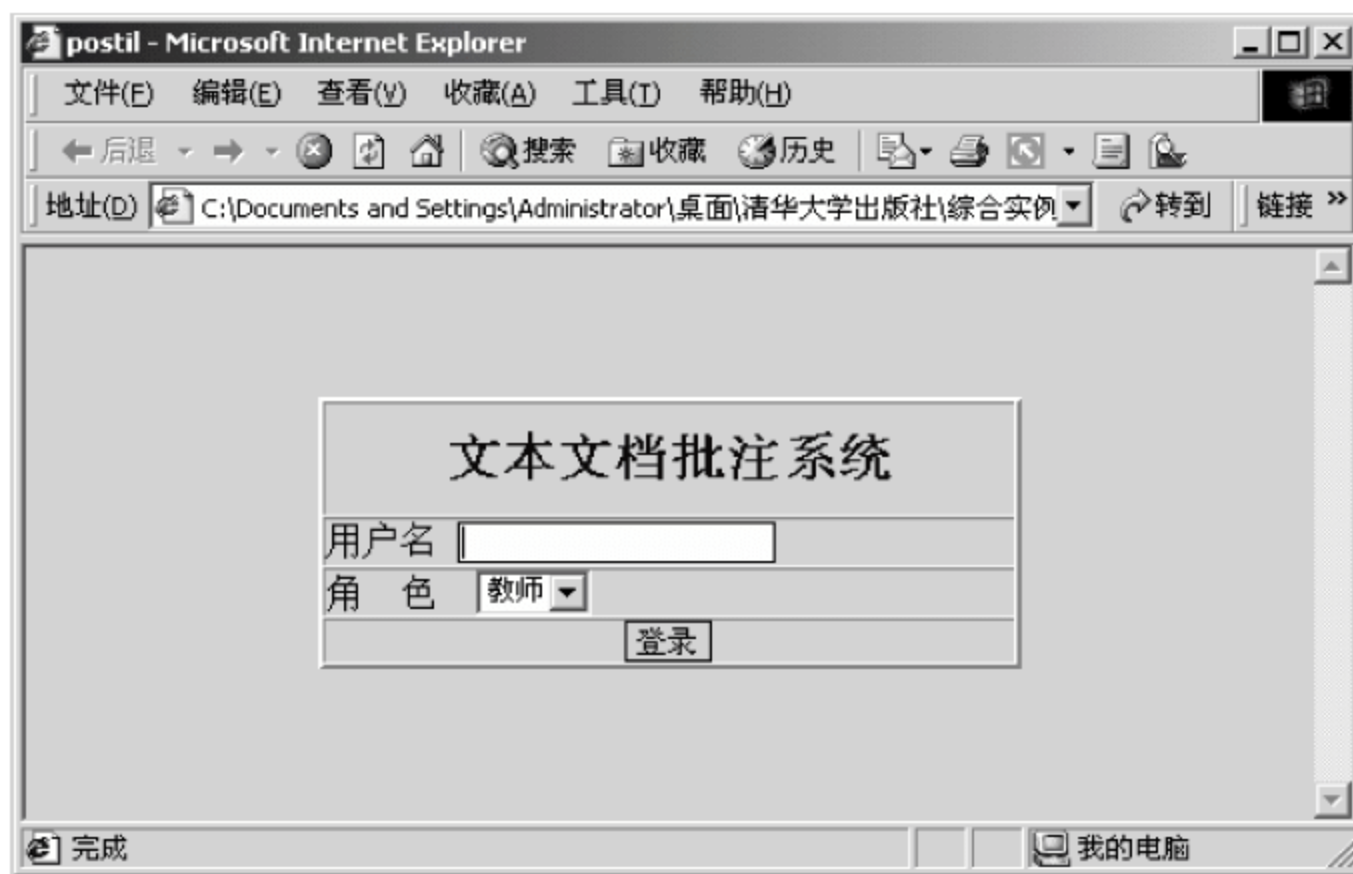 postil - Microsoft Internet Explorer
文件(F) 编辑(E) 查看(V) 收藏(A) 工具(T) 帮助(H)
后退 搜索 收藏 历史
地址(D) C:\Documents and Settings\Administrator\桌面\清华大学出版社\综合实例 转到 链接 »
文本文档批注系统
用户名
角 色 教师
登录
完成 我的电脑